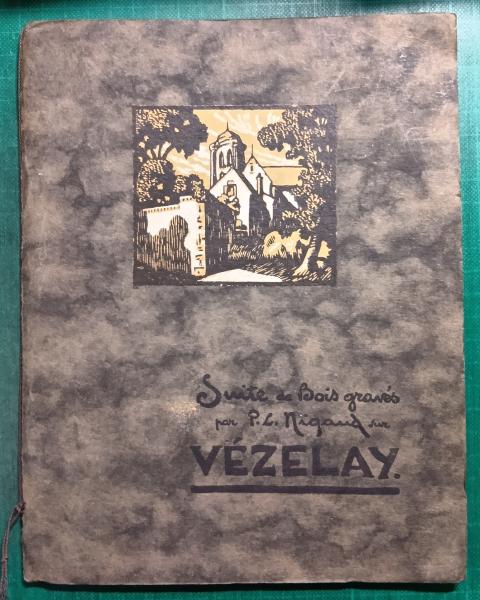 Suite de Bois gravés
par P. L. Rigaud sur
VÉZELAY.